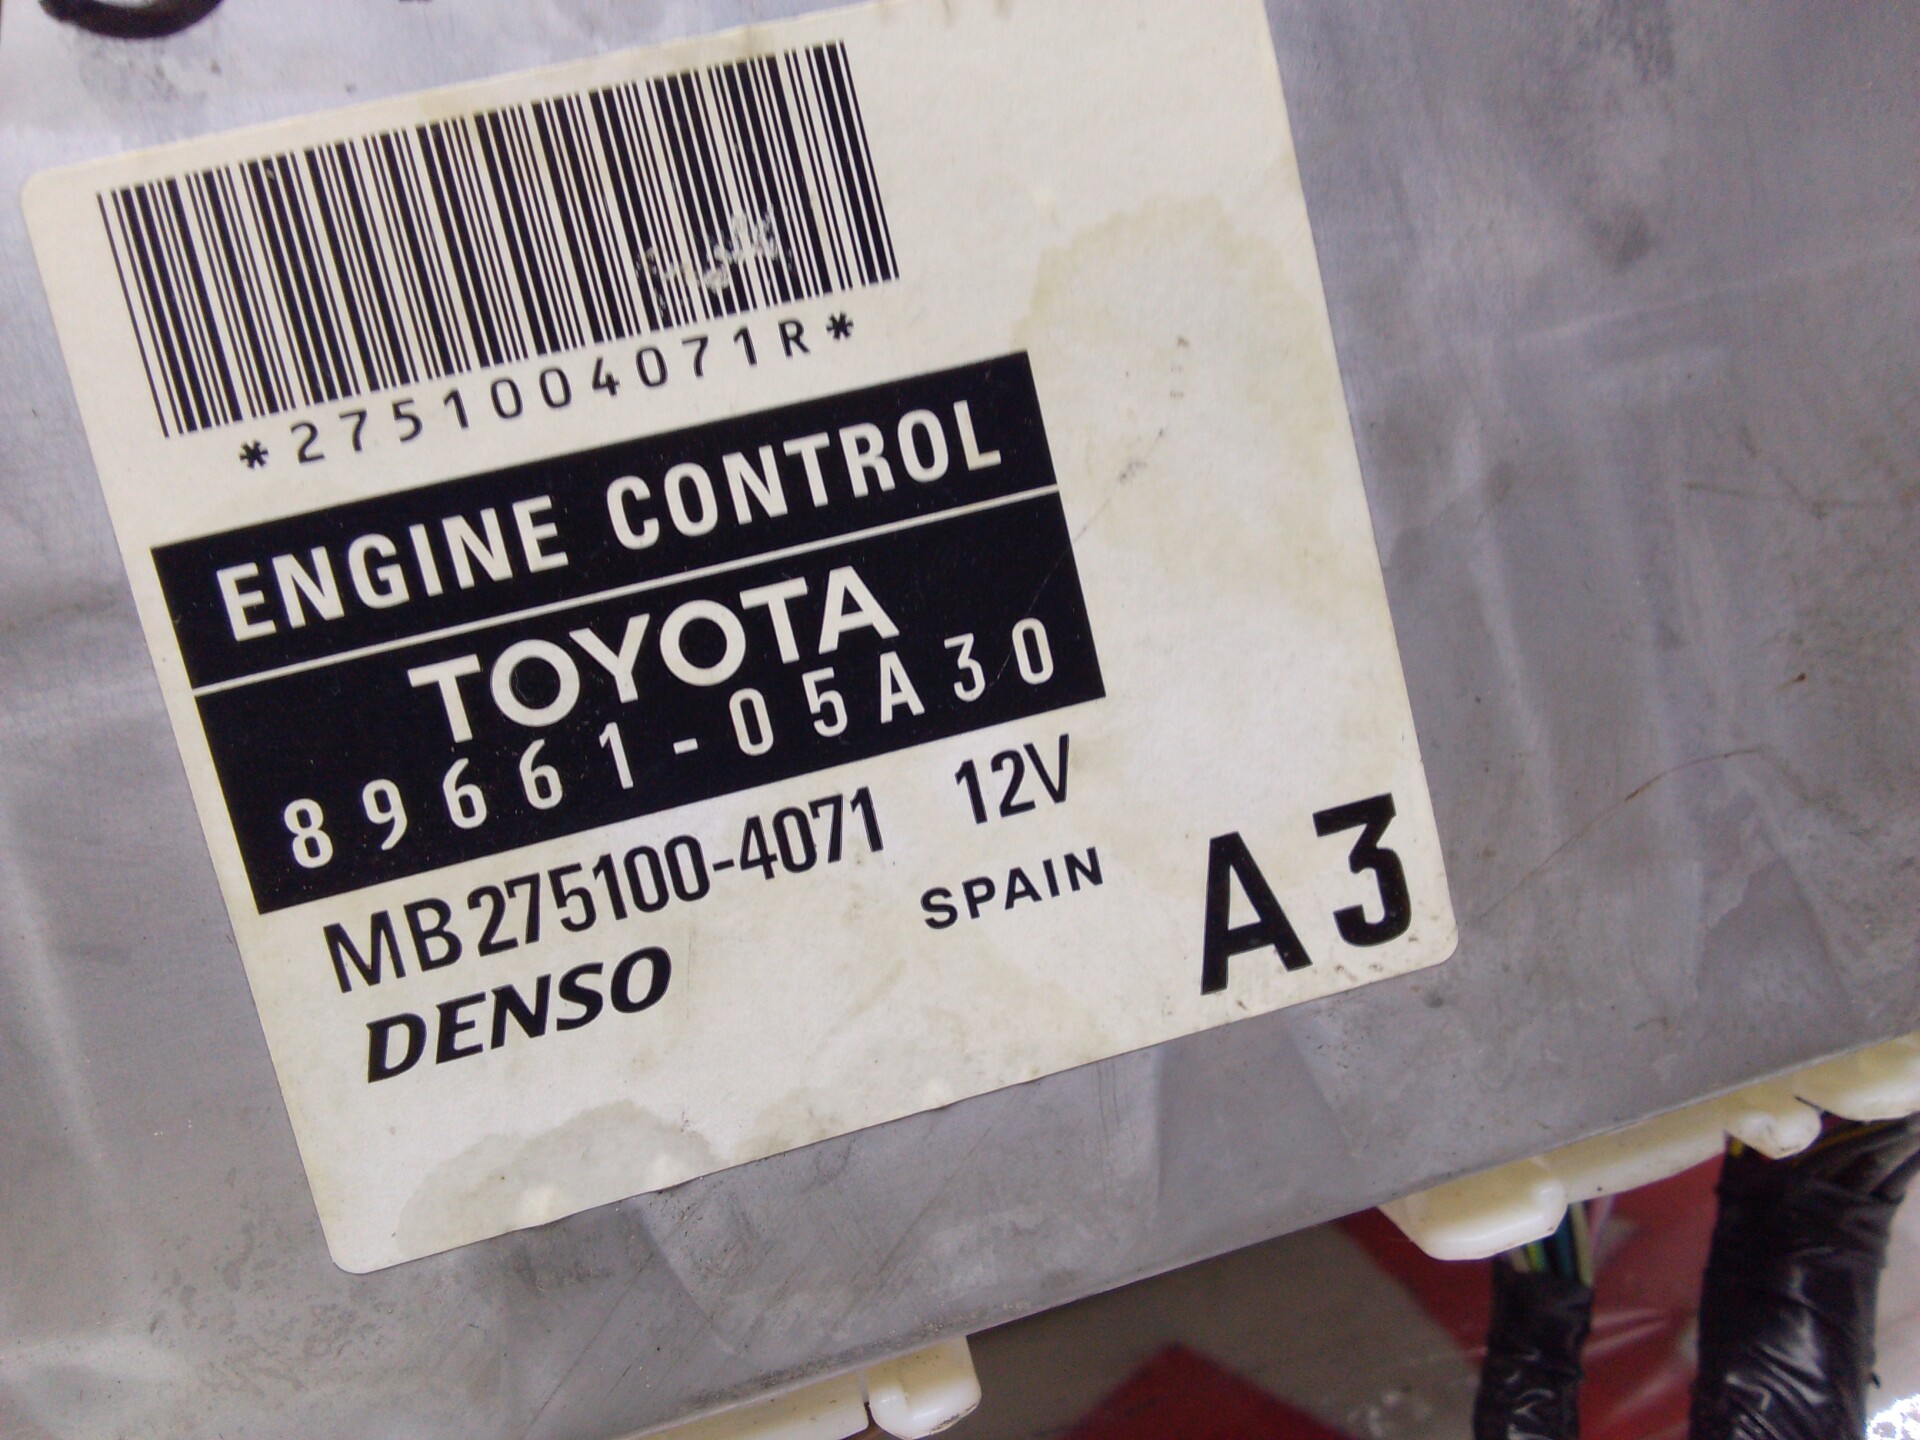 *2751004071R*
ENGINE CONTROL
TOYOTA
89661-05A30
MB275100-4071 12V
DENSO SPAIN A3